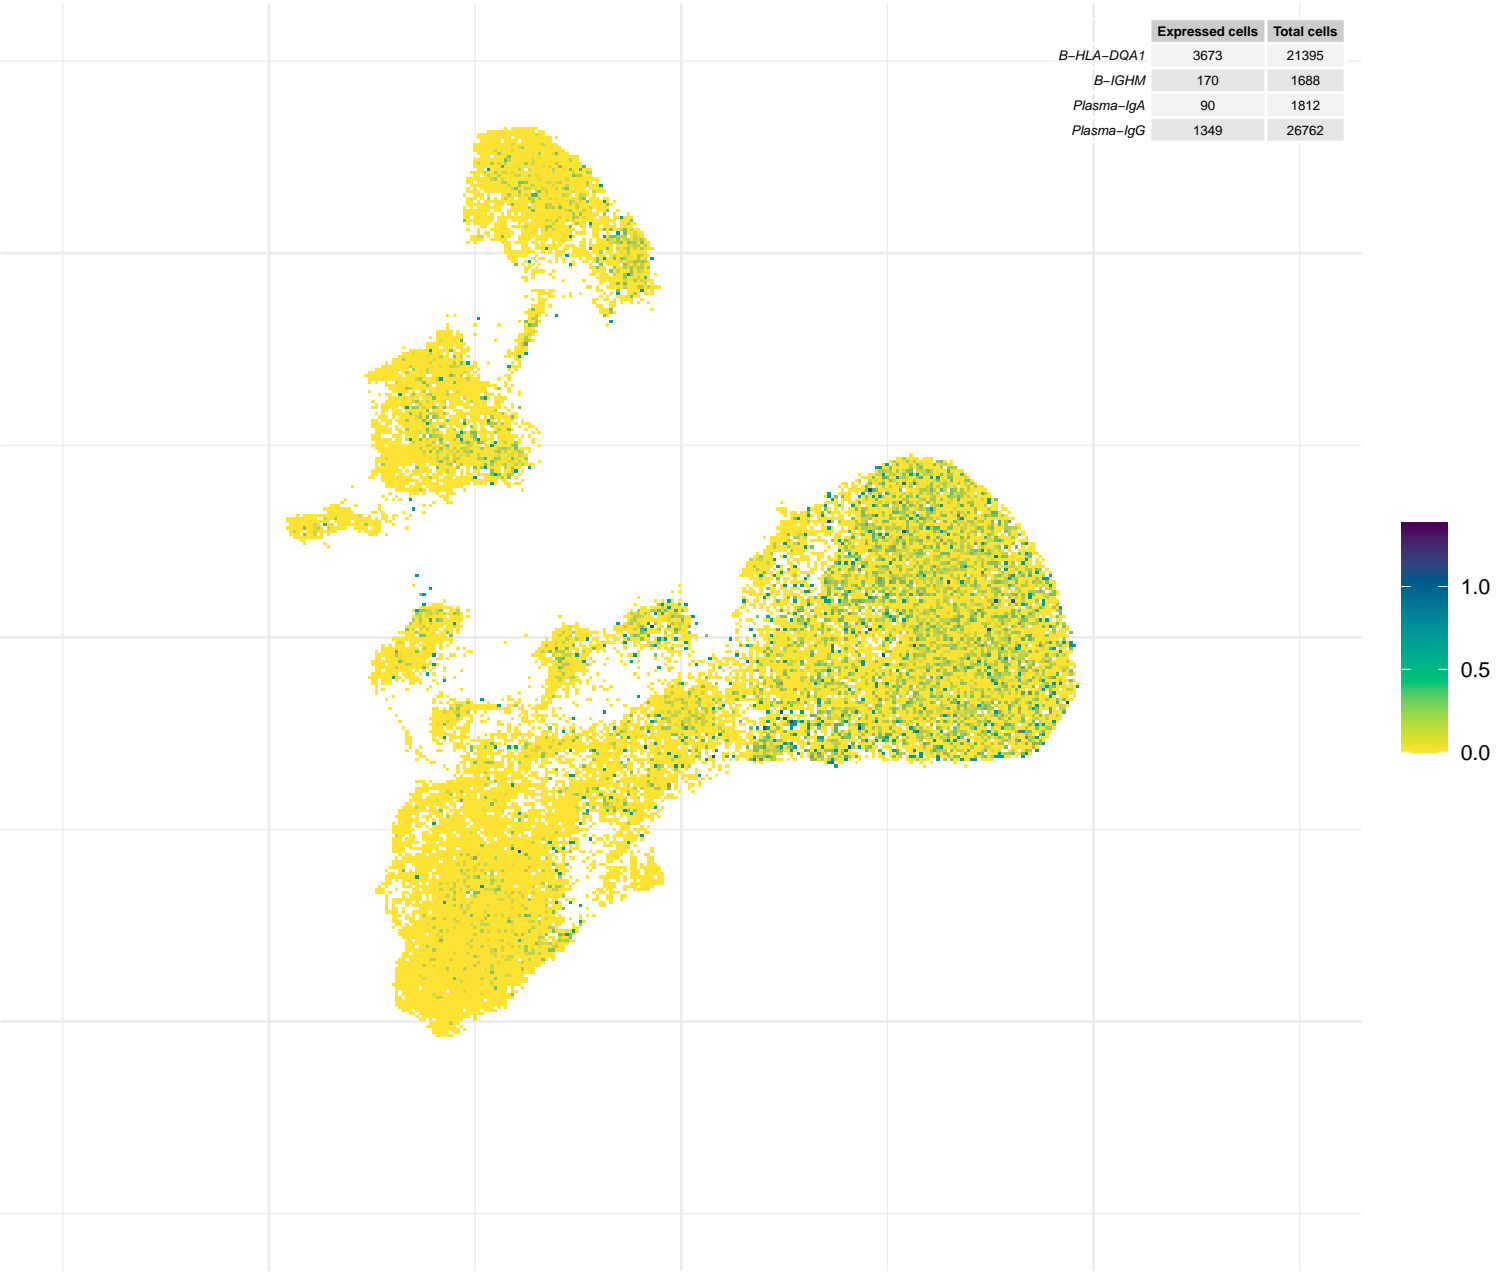 Expressed cells Total cells
B−HLA−DQA1 3673 21395
B−IGHM 170 1688
Plasma−IgA 90 1812
Plasma−IgG 1349 26762
1.0
0.5
0.0